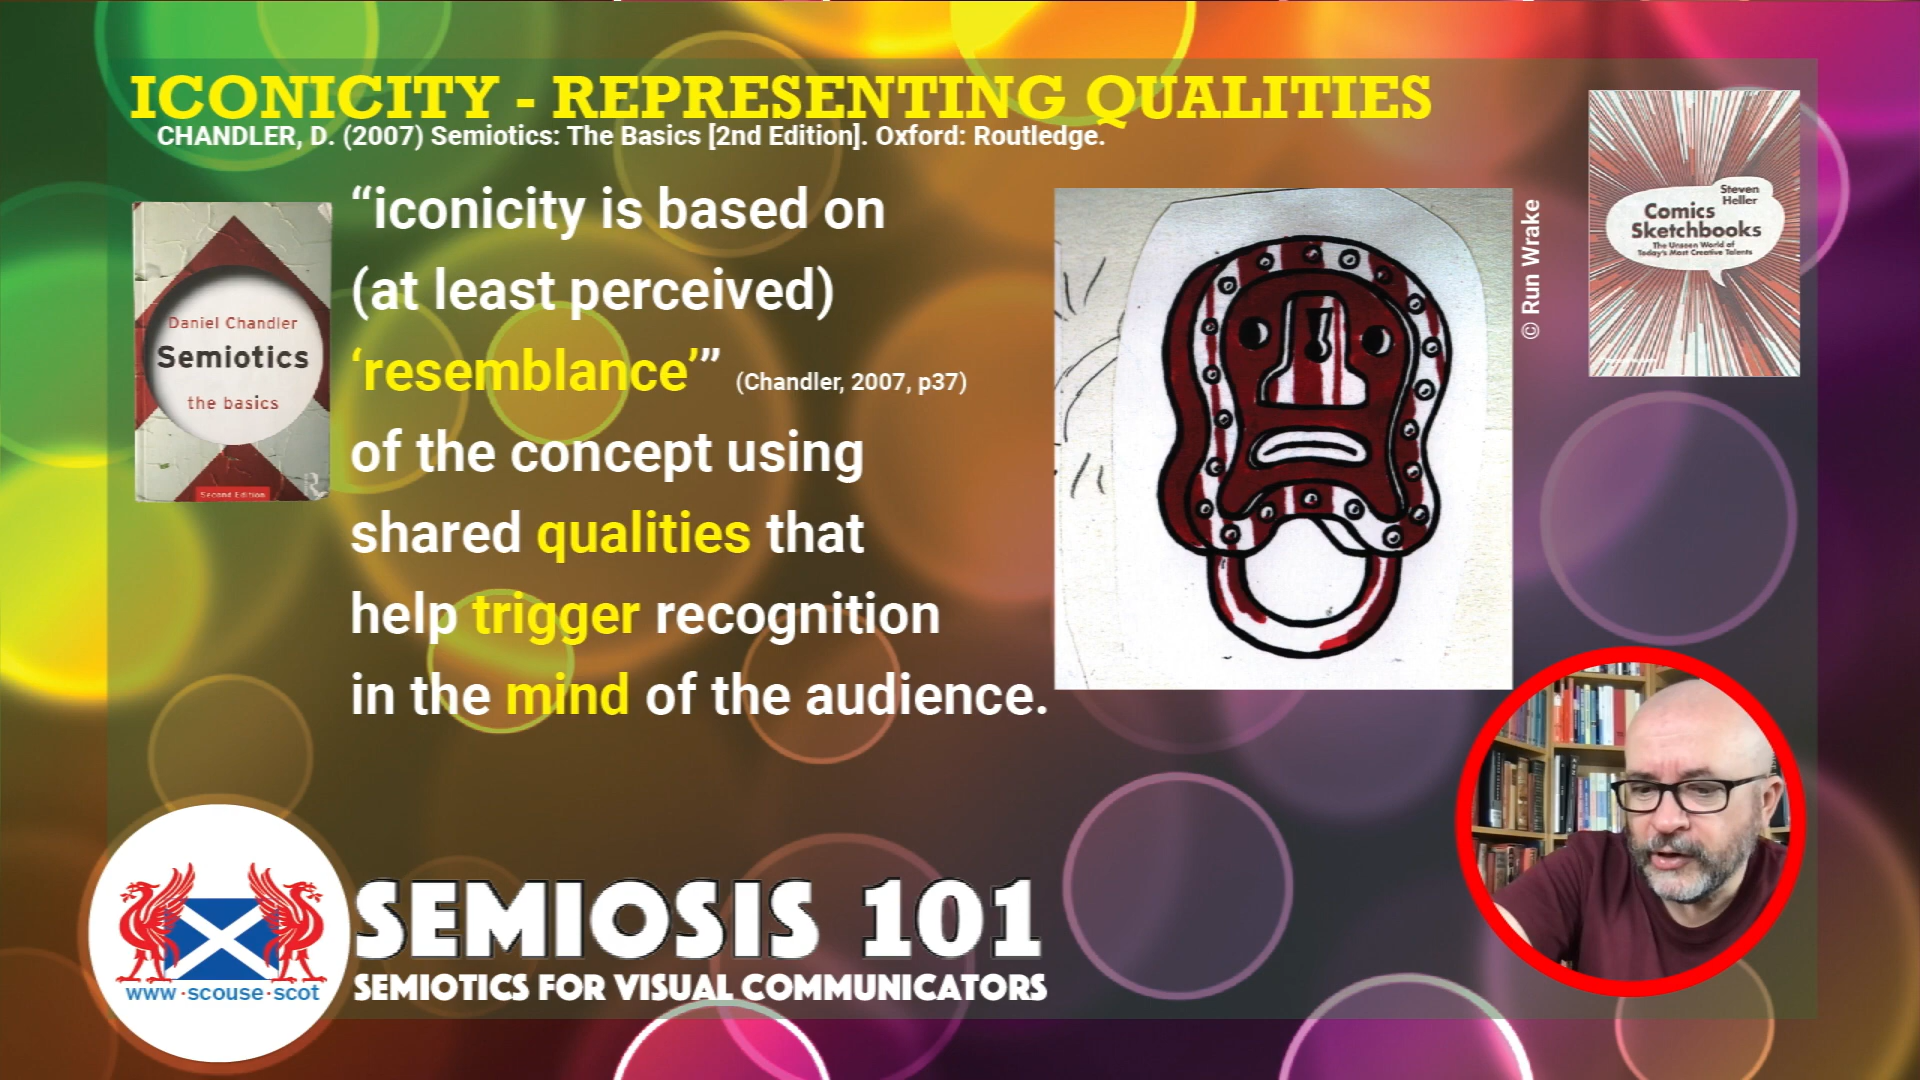 ICONICITY - REPRESENTING QUALITIES
CHANDLER, D. (2007) Semiotics: The Basics [2nd Edition]. Oxford: Routledge.
Daniel Chandler
Semiotics
the basics
Second Edition
“iconicity is based on
(at least perceived)
‘resemblance’” (Chandler, 2007, p37)
of the concept using
shared qualities that
help trigger recognition
in the mind of the audience.
© Run Wrake
Steven
Heller
Comics
Sketchbooks
The Unseen World of
Today's Most Creative Talents
www·scouse·scot
SEMIOSIS 101
SEMIOTICS FOR VISUAL COMMUNICATORS